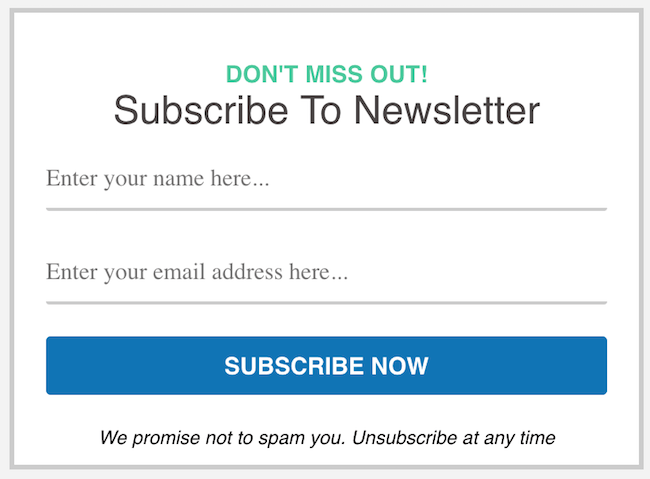 DON'T MISS OUT!
Subscribe To Newsletter
Enter your name here...
Enter your email address here...
SUBSCRIBE NOW
We promise not to spam you. Unsubscribe at any time